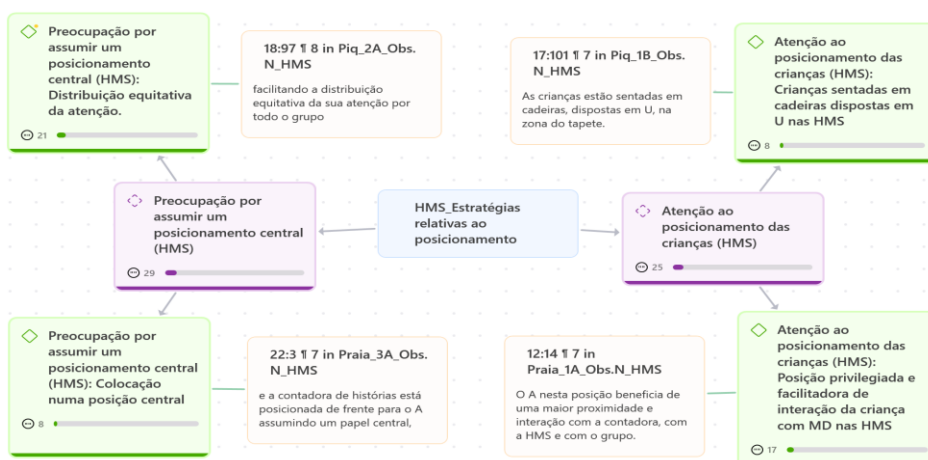 Preocupação por
assumir um
posicionamento
central (HMS):
Distribuição equitativa
da atenção.
21
18:97 ¶ 8 in Piq_2A_Obs.
N_HMS
facilitando a distribuição
equitativa da sua atenção por
todo o grupo
17:101 ¶ 7 in Piq_1B_Obs.
N_HMS
As crianças estão sentadas em
cadeiras, dispostas em U, na
zona do tapete.
Atenção ao
posicionamento das
crianças (HMS):
Crianças sentadas em
cadeiras dispostas em
U nas HMS
8
Preocupação por
assumir um
posicionamento central
(HMS)
29
HMS_Estratégias
relativas ao
posicionamento
Atenção ao
posicionamento das
crianças (HMS)
25
Preocupação por
assumir um
posicionamento central
(HMS): Colocação
numa posição central
8
22:3 ¶ 7 in Praia_3A_Obs.
N_HMS
e a contadora de histórias está
posicionada de frente para o A
assumindo um papel central,
12:14 ¶ 7 in
Praia_1A_Obs.N_HMS
O A nesta posição beneficia de
uma maior proximidade e
interação com a contadora, com
a HMS e com o grupo.
Atenção ao
posicionamento das
crianças (HMS):
Posição privilegiada e
facilitadora de
interação da criança
com MD nas HMS
17